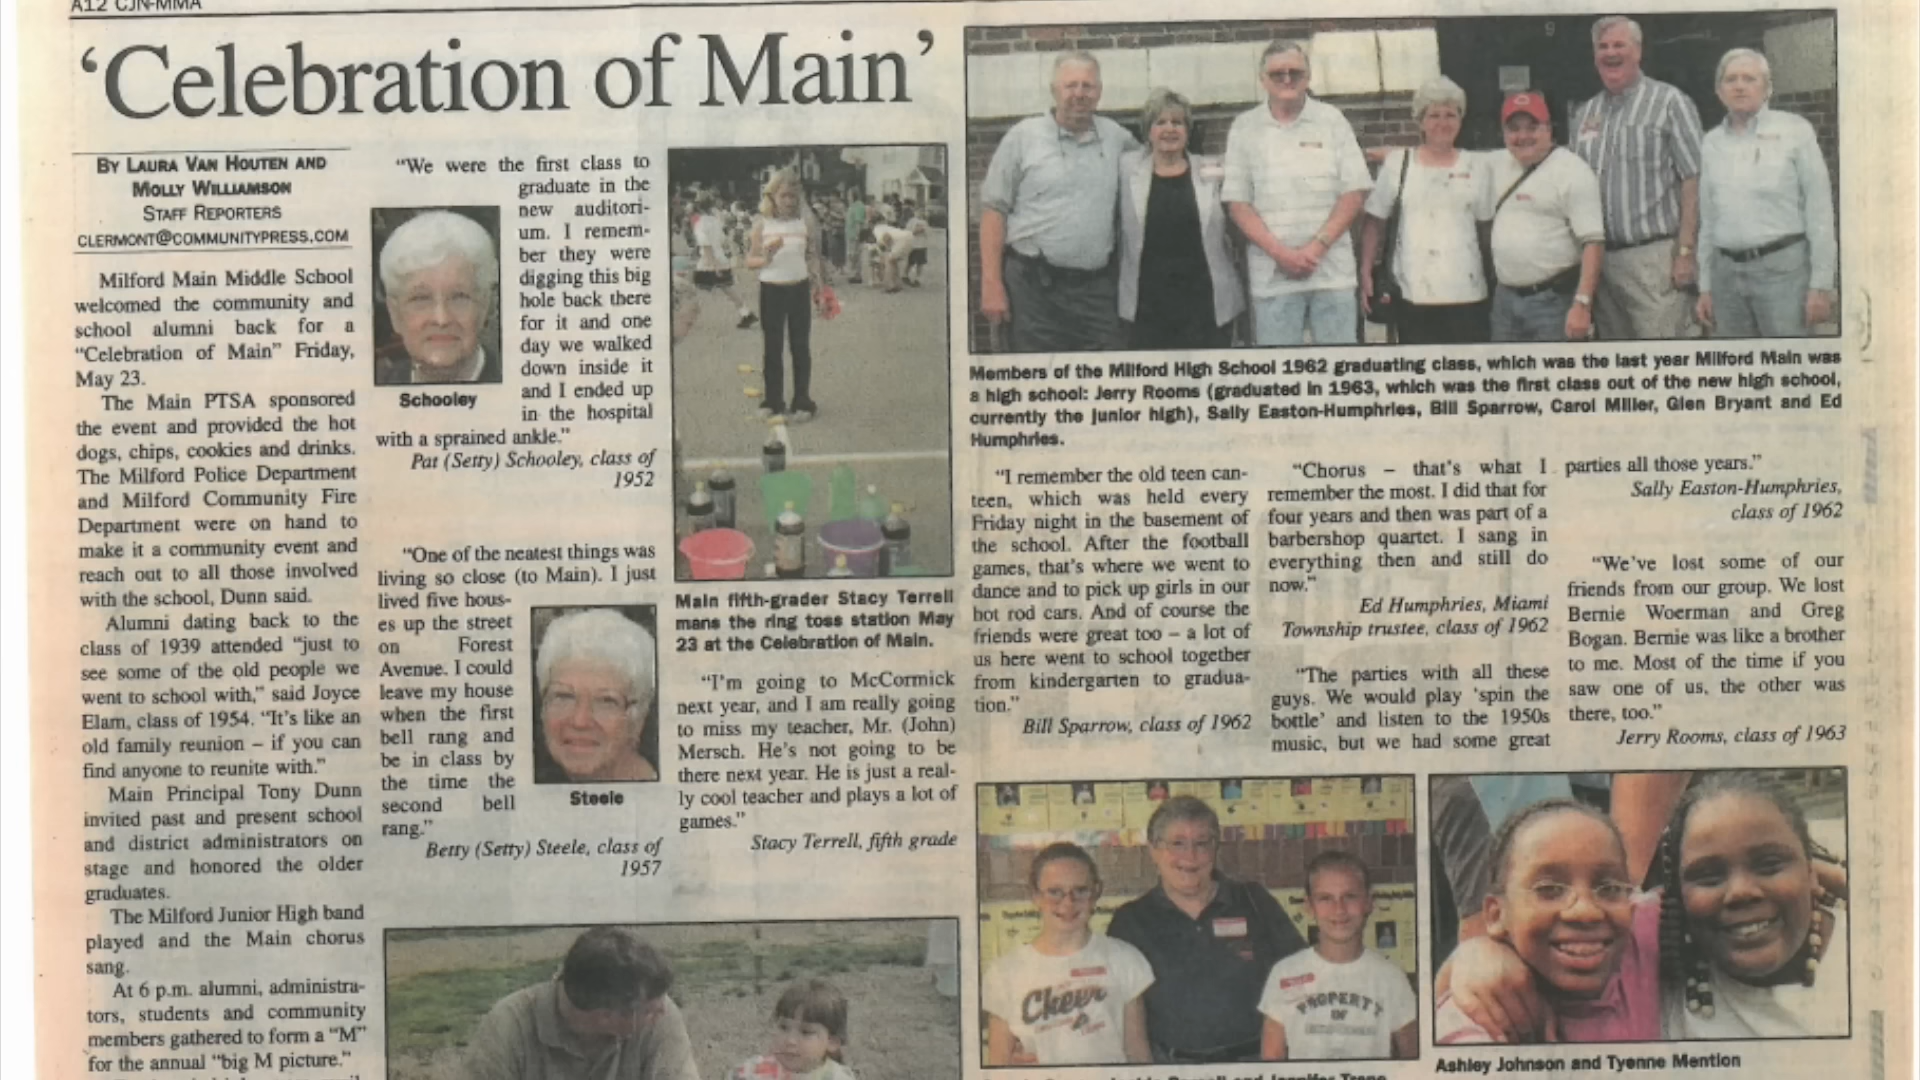 A12 CJN-MMA
'Celebration of Main'
BY LAURA VAN HOUTEN AND
MOLLY WILLIAMSON
STAFF REPORTERS
CLERMONT@COMMUNITYPRESS.COM
Milford Main Middle School
welcomed the community and
school alumni back for a
"Celebration of Main" Friday,
May 23.
The Main PTSA sponsored
the event and provided the hot
dogs, chips, cookies and drinks.
The Milford Police Department
and Milford Community Fire
Department were on hand to
make it a community event and
reach out to all those involved
with the school, Dunn said.
Alumni dating back to the
class of 1939 attended "just to
see some of the old people we
went to school with," said Joyce
Elam, class of 1954. "It's like an
old family reunion – if you can
find anyone to reunite with."
Main Principal Tony Dunn
invited past and present school
and district administrators on
stage and honored the older
graduates.
The Milford Junior High band
played and the Main chorus
sang.
At 6 p.m. alumni, administra-
tors, students and community
members gathered to form a "M"
for the annual "big M picture."
"We were the first class to
graduate in the
new auditori-
um. I remem-
ber they were
digging this big
hole back there
for it and one
day we walked
down inside it
and I ended up
in the hospital
with a sprained ankle."
Pat (Setty) Schooley, class of
1952
Schooley
"One of the neatest things was
living so close (to Main). I just
lived five hous-
es up the street
on Forest
Avenue. I could
leave my house
when the first
bell rang and
be in class by
the time the
second bell
rang."
Betty (Setty) Steele, class of
1957
Steele
Main fifth-grader Stacy Terrell
mans the ring toss station May
23 at the Celebration of Main.
"I'm going to McCormick
next year, and I am really going
to miss my teacher, Mr. (John)
Mersch. He's not going to be
there next year. He is just a real-
ly cool teacher and plays a lot of
games."
Stacy Terrell, fifth grade
Members of the Milford High School 1962 graduating class, which was the last year Milford Main was
a high school: Jerry Rooms (graduated in 1963, which was the first class out of the new high school,
currently the junior high), Sally Easton-Humphries, Bill Sparrow, Carol Miller, Glen Bryant and Ed
Humphries.
"I remember the old teen can-
teen, which was held every
Friday night in the basement of
the school. After the football
games, that's where we went to
dance and to pick up girls in our
hot rod cars. And of course the
friends were great too – a lot of
us here went to school together
from kindergarten to gradua-
tion."
Bill Sparrow, class of 1962
"Chorus – that's what I
remember the most. I did that for
four years and then was part of a
barbershop quartet. I sang in
everything then and still do
now."
Ed Humphries, Miami
Township trustee, class of 1962
"The parties with all these
guys. We would play 'spin the
bottle' and listen to the 1950s
music, but we had some great
parties all those years."
Sally Easton-Humphries,
class of 1962
"We've lost some of our
friends from our group. We lost
Bernie Woerman and Greg
Bogan. Bernie was like a brother
to me. Most of the time if you
saw one of us, the other was
there, too."
Jerry Rooms, class of 1963
Cheer
PROPERTY
OF
Ashley Johnson and Tyenne Mention